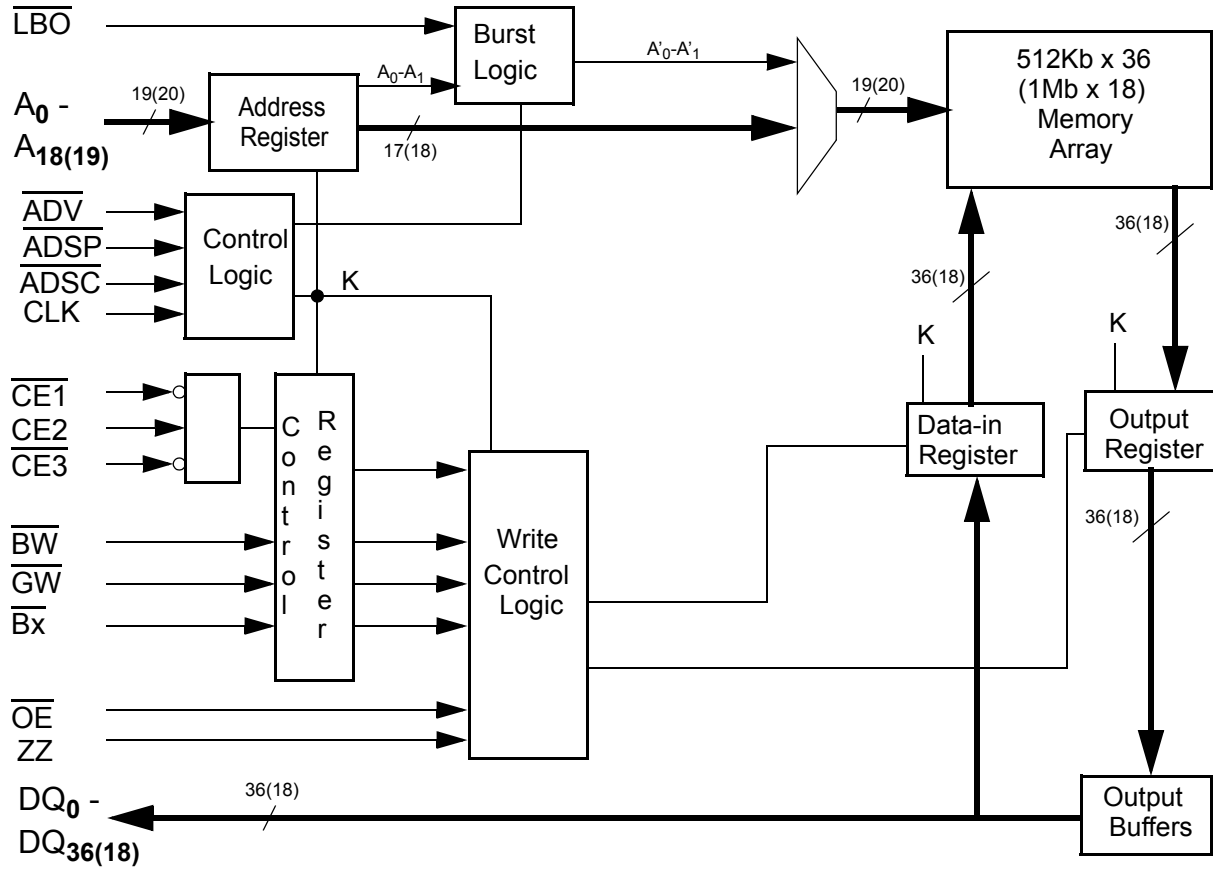 LBO
Burst
Logic
A'0-A'1
512Kb x 36
(1Mb x 18)
Memory
Array
A0-A1
19(20)
A0 -
A18(19)
Address
Register
17(18)
19(20)
ADV
ADSP
ADSC
CLK
Control
Logic
K
36(18)
36(18)
K
K
CE1
CE2
CE3
Control
Register
Data-in
Register
Output
Register
36(18)
BW
GW
Bx
Write
Control
Logic
OE
ZZ
DQ0 -
DQ36(18)
36(18)
Output
Buffers